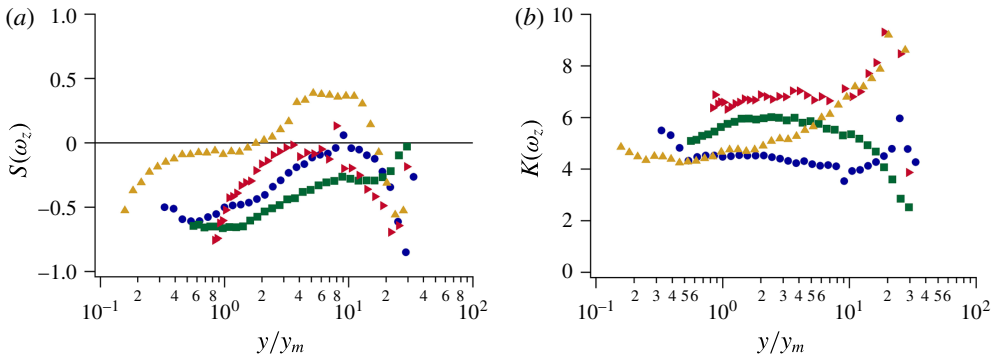 (a)
1.0
0.5
0
−0.5
−1.0
S(ω_z)
2 4 6 8 2 4 6 8 2 4 6 8
10^−1 10^0 10^1 10^2
y/y_m
(b)
10
8
6
4
2
0
K(ω_z)
2 3 4 5 6 2 3 4 5 6 2 3 4 5 6
10^−1 10^0 10^1 10^2
y/y_m